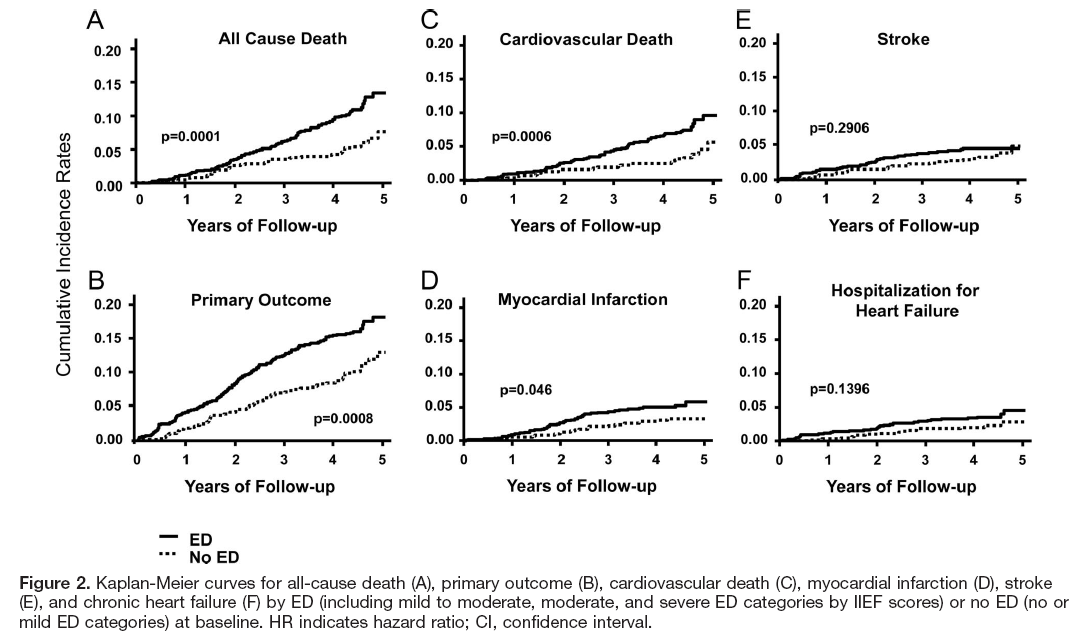 A
All Cause Death
0.20
0.15
0.10
0.05
0.00
p=0.0001
0 1 2 3 4 5
Years of Follow-up
C
Cardiovascular Death
0.20
0.15
0.10
0.05
0.00
p=0.0006
0 1 2 3 4 5
Years of Follow-up
E
Stroke
0.20
0.15
0.10
0.05
0.00
p=0.2906
0 1 2 3 4 5
Years of Follow-up
Cumulative Incidence Rates
B
Primary Outcome
0.20
0.15
0.10
0.05
0.00
p=0.0008
0 1 2 3 4 5
Years of Follow-up
D
Myocardial Infarction
0.20
0.15
0.10
0.05
0.00
p=0.046
0 1 2 3 4 5
Years of Follow-up
F
Hospitalization for
Heart Failure
0.20
0.15
0.10
0.05
0.00
p=0.1396
0 1 2 3 4 5
Years of Follow-up
ED
No ED
Figure 2. Kaplan-Meier curves for all-cause death (A), primary outcome (B), cardiovascular death (C), myocardial infarction (D), stroke
(E), and chronic heart failure (F) by ED (including mild to moderate, moderate, and severe ED categories by IIEF scores) or no ED (no or
mild ED categories) at baseline. HR indicates hazard ratio; CI, confidence interval.